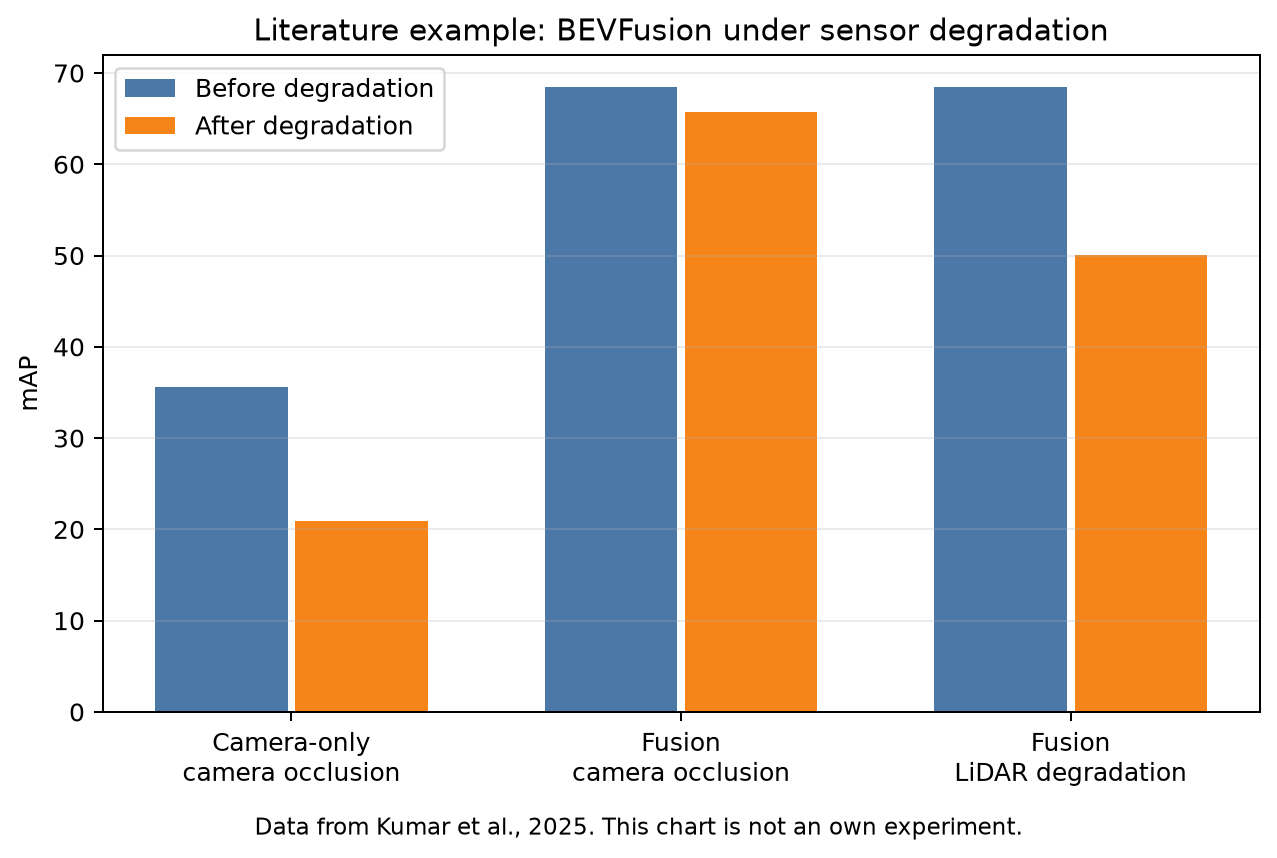 Literature example: BEVFusion under sensor degradation
Before degradation
After degradation
70
60
50
40
30
20
10
0
mAP
Camera-only
camera occlusion
Fusion
camera occlusion
Fusion
LiDAR degradation
Data from Kumar et al., 2025. This chart is not an own experiment.